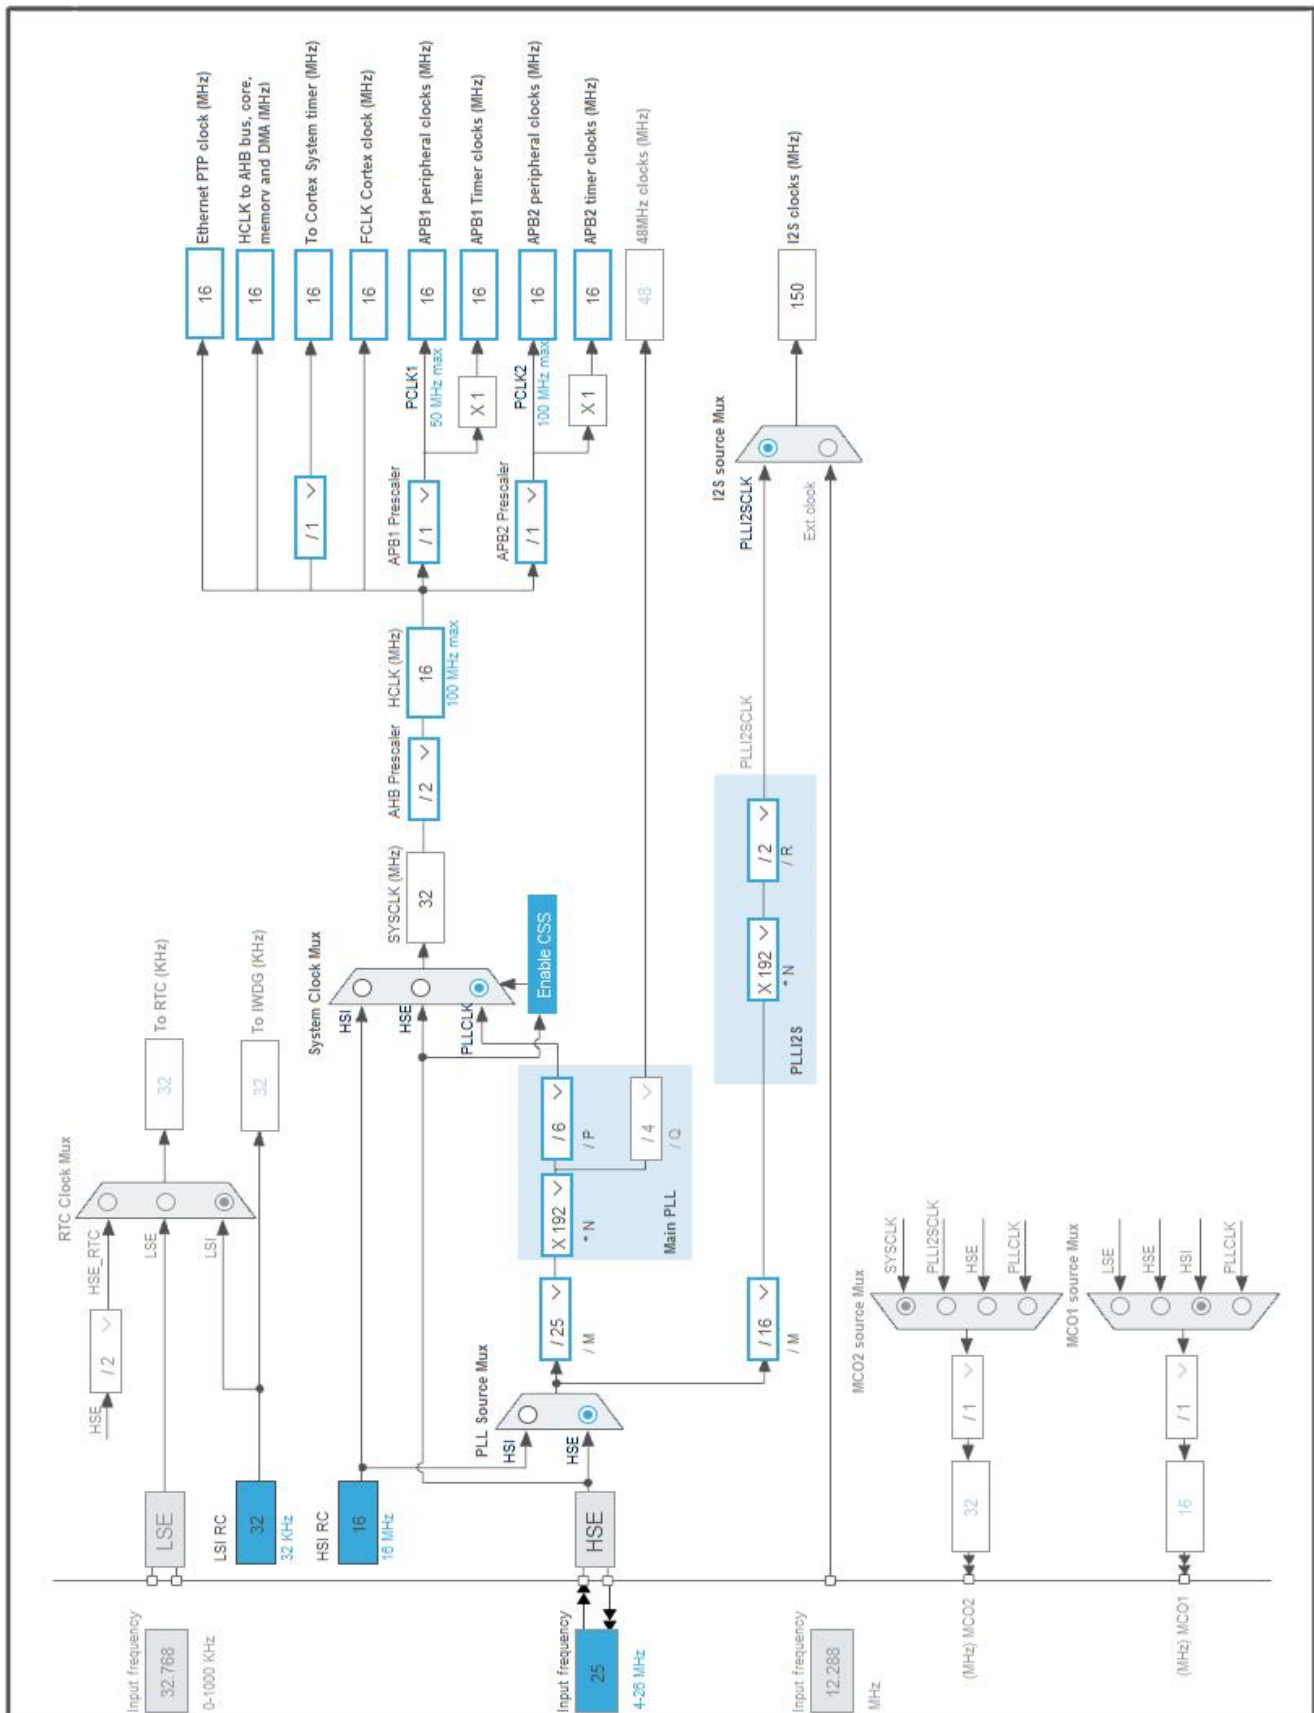 Input frequency
32.768
0-1000 KHz
LSE
HSE
/ 2
HSE_RTC
LSE
LSI
RTC Clock Mux
32
To RTC (KHz)
LSI RC
32
32 KHz
32
To IWDG (KHz)
HSI RC
16
16 MHz
Input frequency
25
4-26 MHz
HSE
PLL Source Mux
HSI
HSE
/ 25
/ M
X 192
* N
/ 6
/ P
/ 4
/ Q
Main PLL
System Clock Mux
HSI
HSE
PLLCLK
Enable CSS
SYSCLK (MHz)
32
AHB Prescaler
/ 2
HCLK (MHz)
16
100 MHz max
16
Ethernet PTP clock (MHz)
16
HCLK to AHB bus, core,
memory and DMA (MHz)
/ 1
16
To Cortex System timer (MHz)
16
FCLK Cortex clock (MHz)
APB1 Prescaler
/ 1
PCLK1
50 MHz max
16
APB1 peripheral clocks (MHz)
X 1
16
APB1 Timer clocks (MHz)
APB2 Prescaler
/ 1
PCLK2
100 MHz max
16
APB2 peripheral clocks (MHz)
X 1
16
APB2 timer clocks (MHz)
48
48MHz clocks (MHz)
/ 16
/ M
X 192
* N
/ 2
/ R
PLLI2S
PLLI2SCLK
I2S source Mux
PLLI2SCLK
Ext.clock
150
I2S clocks (MHz)
Input frequency
12.288
MHz
MCO2 source Mux
SYSCLK
PLLI2SCLK
HSE
PLLCLK
/ 1
32
(MHz) MCO2
MCO1 source Mux
LSE
HSE
HSI
PLLCLK
/ 1
16
(MHz) MCO1